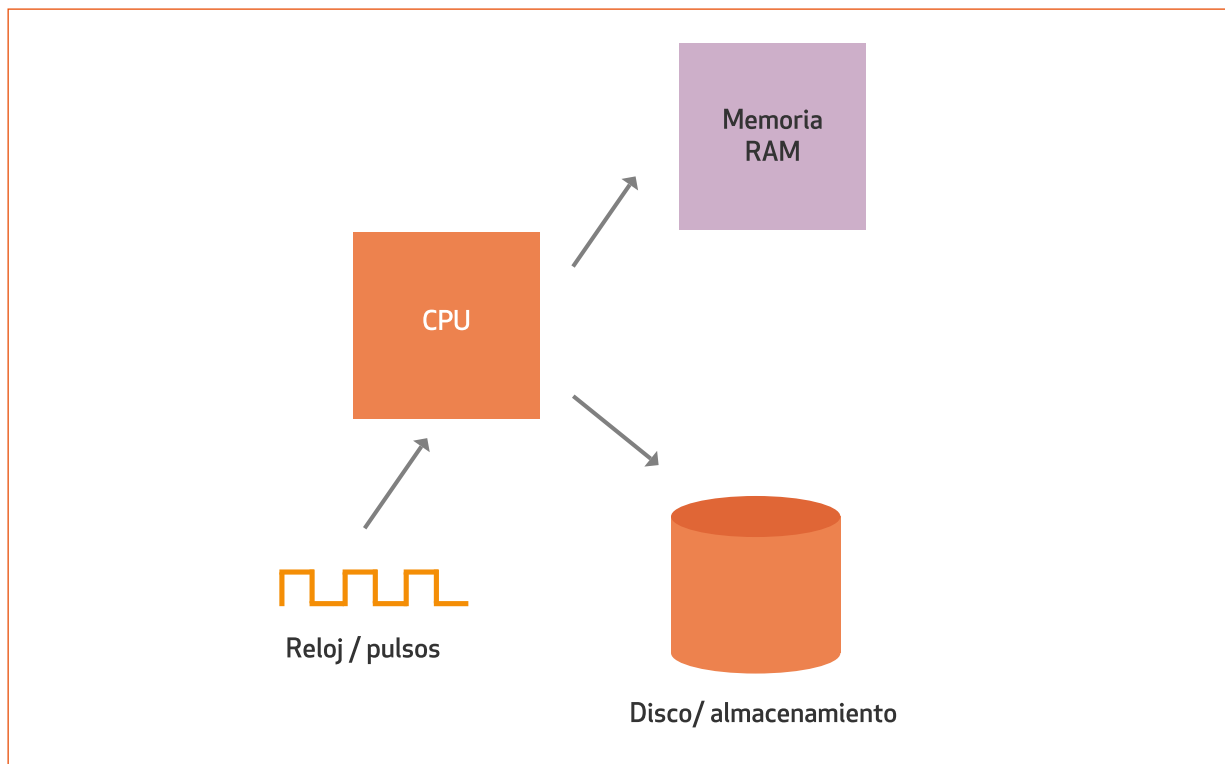 Memoria
RAM
CPU
Reloj / pulsos
Disco/ almacenamiento